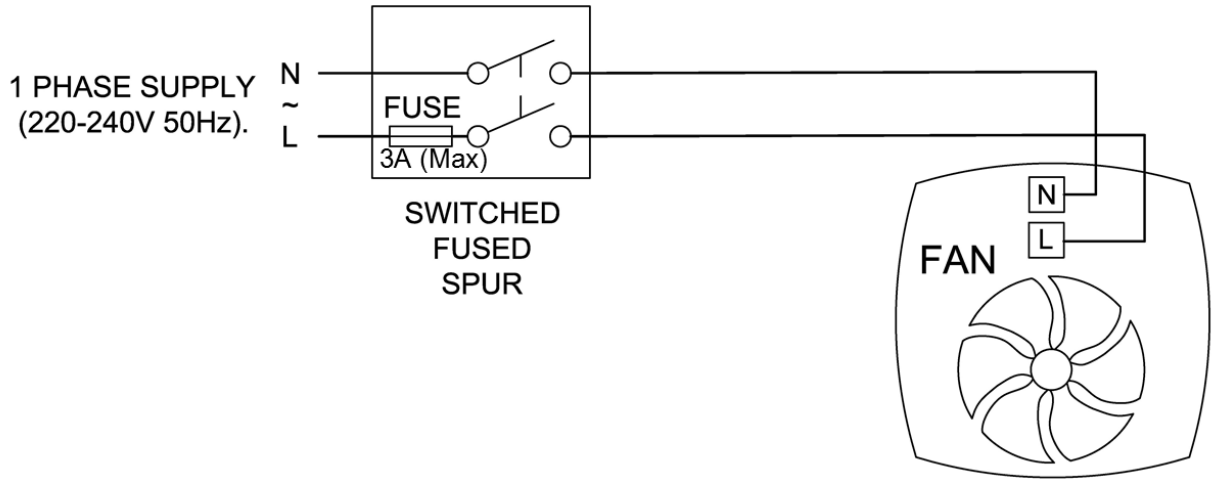 1 PHASE SUPPLY
(220-240V 50Hz).
N
~
L
FUSE
3A (Max)
SWITCHED
FUSED
SPUR
N
L
FAN